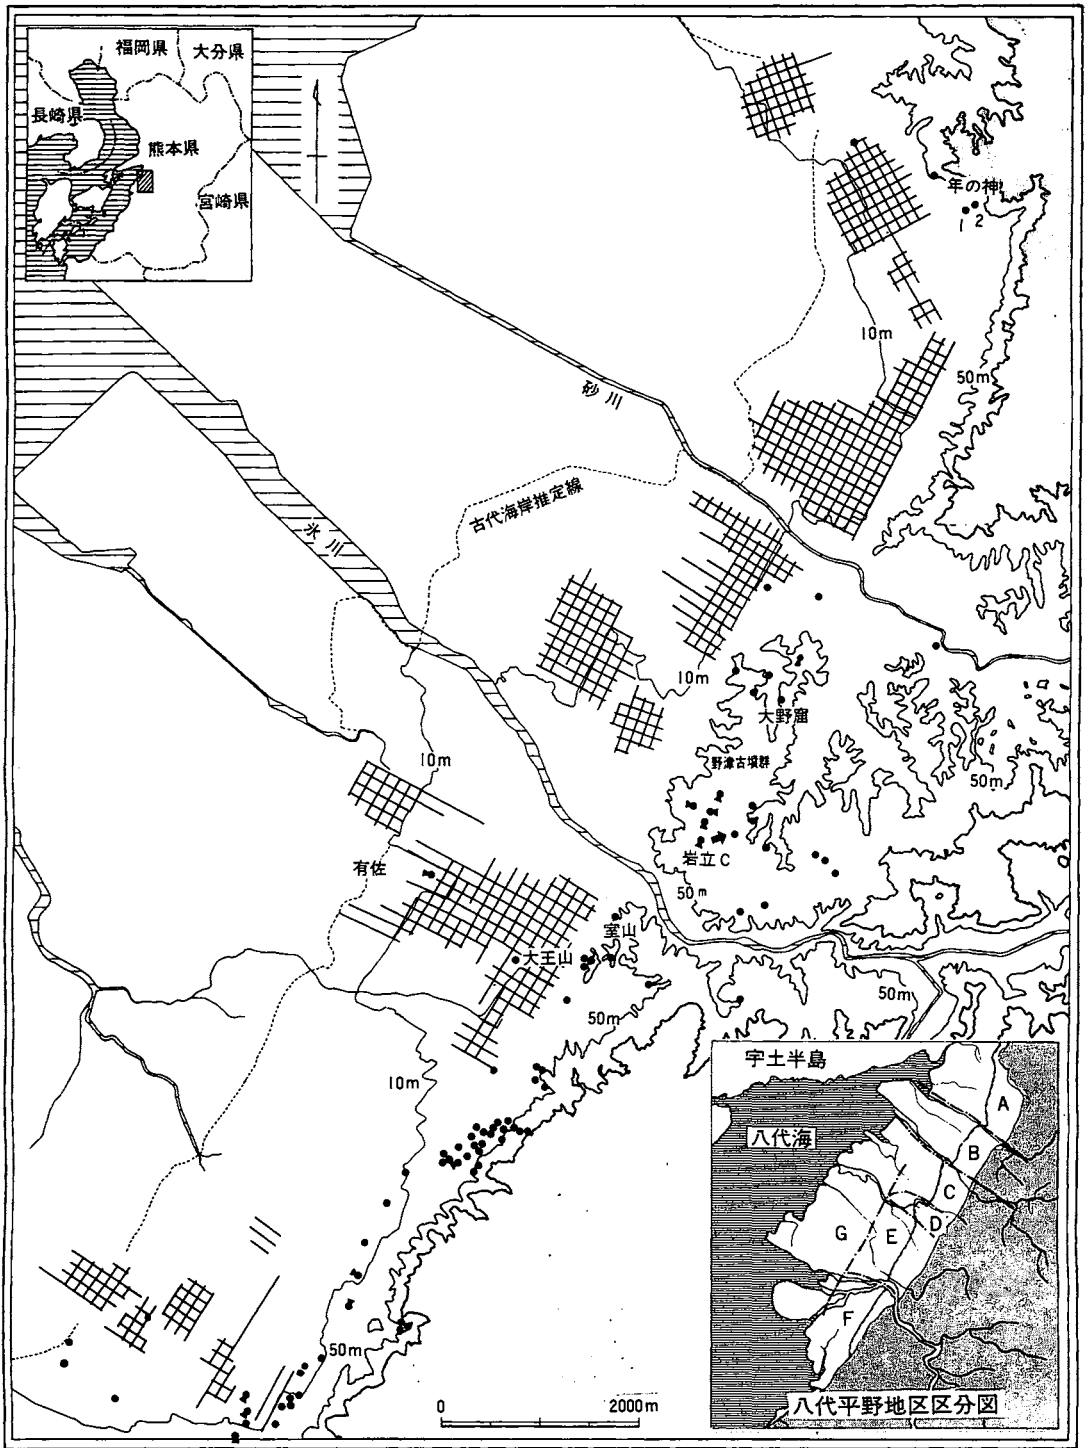 福岡県
大分県
長崎県
熊本県
宮崎県
年の神
1 2
10m
50m
砂川
古代海岸推定線
氷川
10m
大野窟
野津古墳群
50m
10m
有佐
岩立C
50m
室山
大王山
50m
50m
10m
50m
0 2000m
宇土半島
八代海
A
B
C
D
E
G
F
八代平野地区区分図